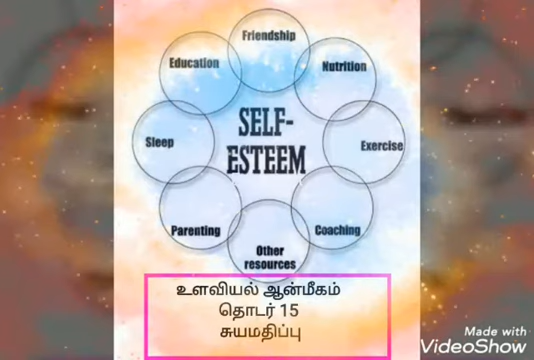 Friendship
Education
Nutrition
SELF-
ESTEEM
Sleep
Exercise
Parenting
Coaching
Other
resources
உளவியல் ஆன்மீகம்
தொடர் 15
சுயமதிப்பு
Made with
VideoShow